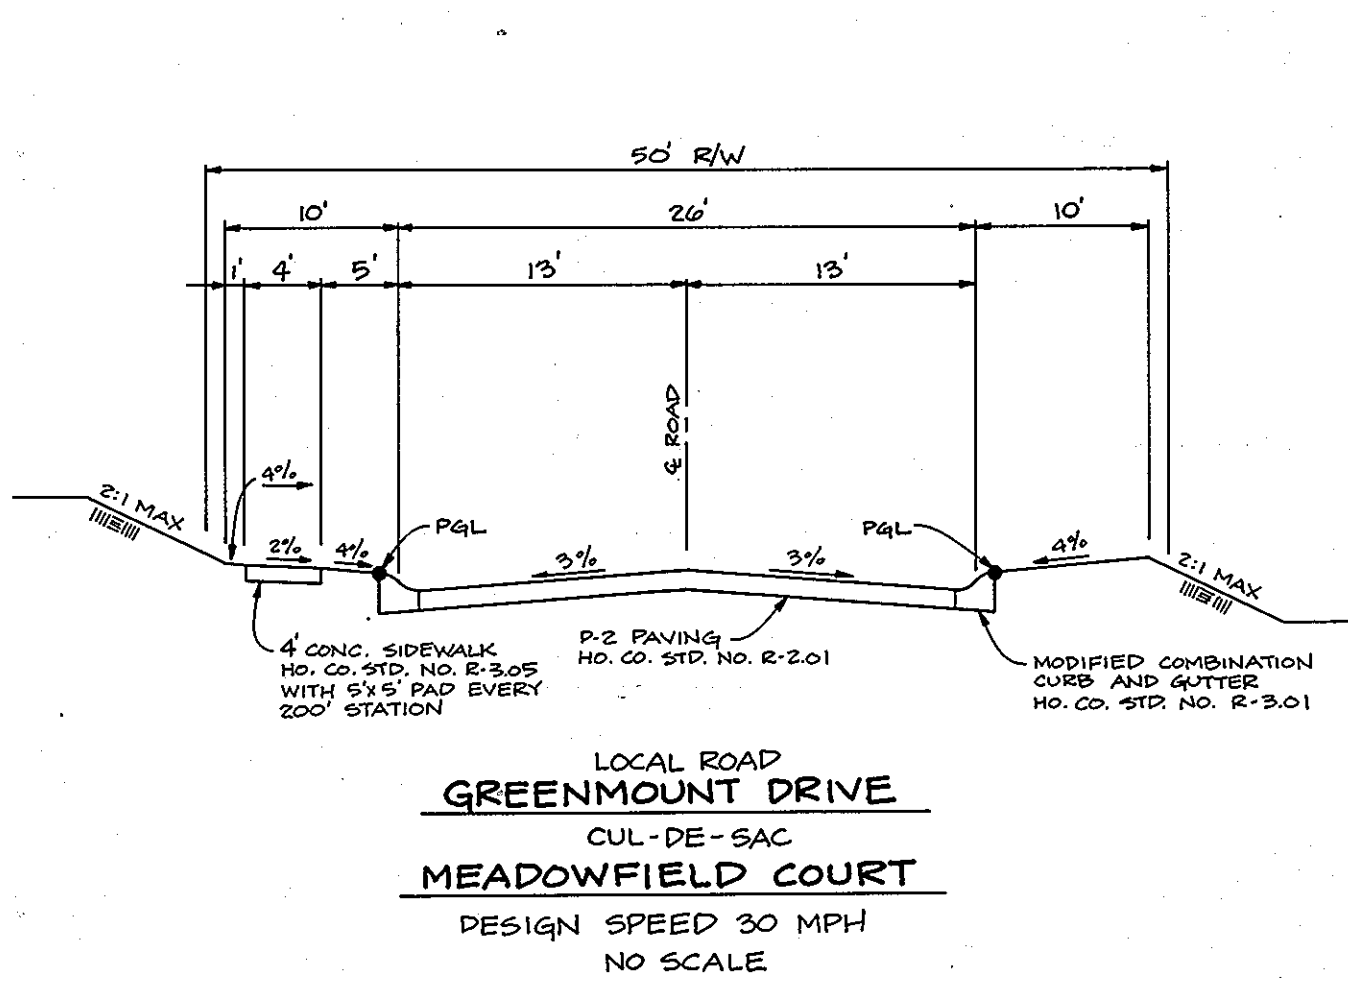 50' R/W
10' 26' 10'
1' 4' 5' 13' 13'
℄ ROAD
4%
2:1 MAX
PGL
PGL
2% 4% 3% 3% 4%
2:1 MAX
4' CONC. SIDEWALK
HO. CO. STD. NO. R-3.05
WITH 5'x5' PAD EVERY
200' STATION
P-2 PAVING
HO. CO. STD. NO. R-2.01
MODIFIED COMBINATION
CURB AND GUTTER
HO. CO. STD. NO. R-3.01
LOCAL ROAD
GREENMOUNT DRIVE
CUL-DE-SAC
MEADOWFIELD COURT
DESIGN SPEED 30 MPH
NO SCALE